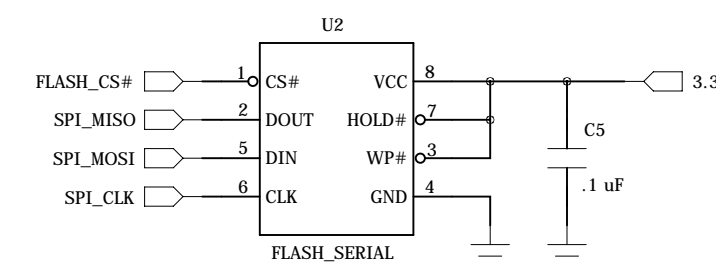 U2
FLASH_CS# 1 CS# VCC 8 3.3
SPI_MISO 2 DOUT HOLD# 7
C5
SPI_MOSI 5 DIN WP# 3
.1 uF
SPI_CLK 6 CLK GND 4
FLASH_SERIAL